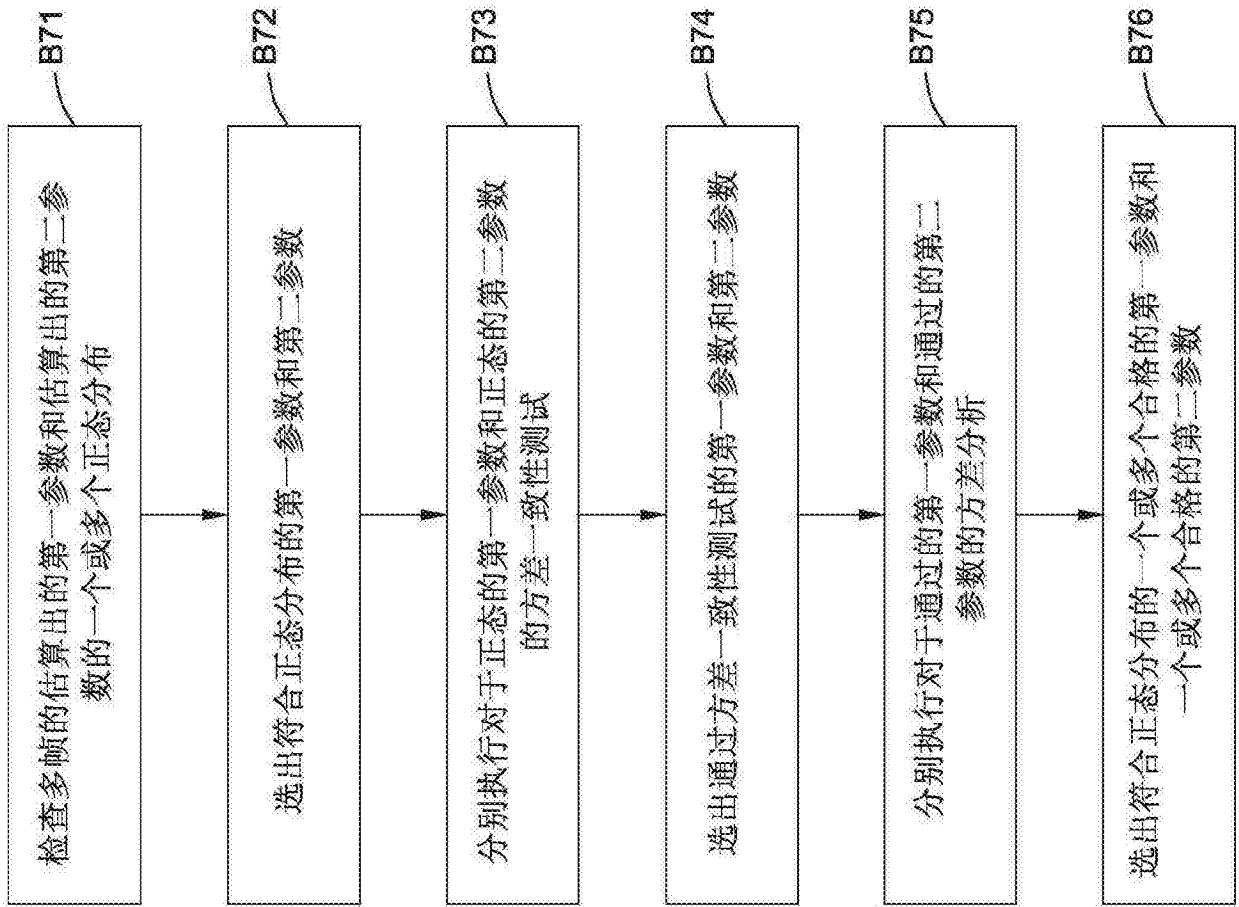 B71
检查多帧的估算出的第一参数和估算出的第二参
数的一个或多个正态分布
B72
选出符合正态分布的第一参数和第二参数
B73
分别执行对于正态的第一参数和正态的第二参数
的方差一致性测试
B74
选出通过方差一致性测试的第一参数和第二参数
B75
分别执行对于通过的第一参数和通过的第二
参数的方差分析
B76
选出符合正态分布的一个或多个合格的第一参数和
一个或多个合格的第二参数